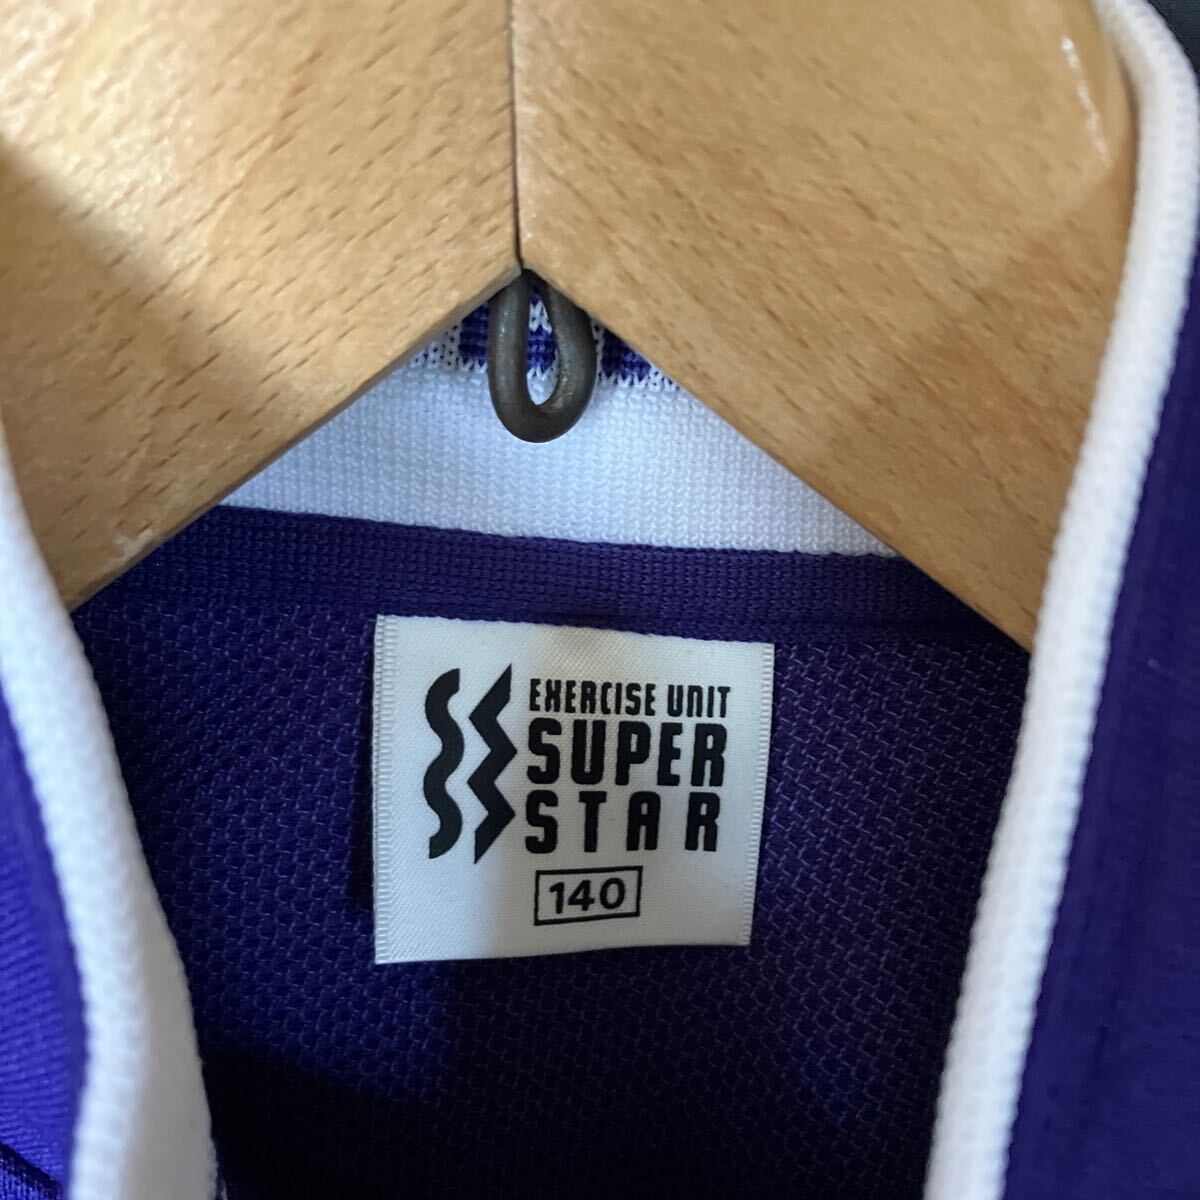 EXERCISE UNIT
SUPER
STAR
140